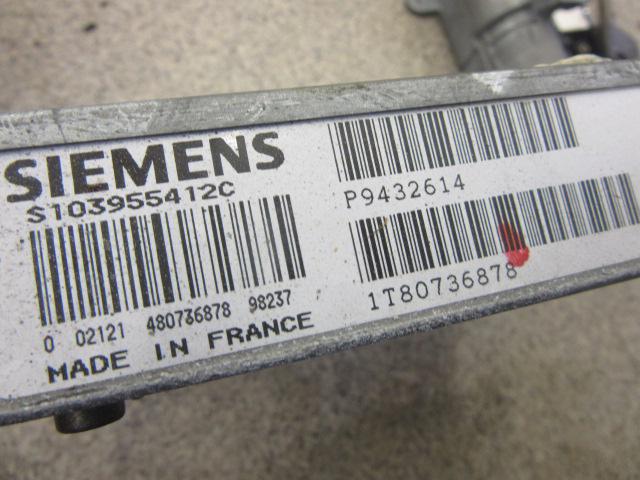 SIEMENS
S103955412C
0 02121 480736878 98237
MADE IN FRANCE
P9432614
1T80736878